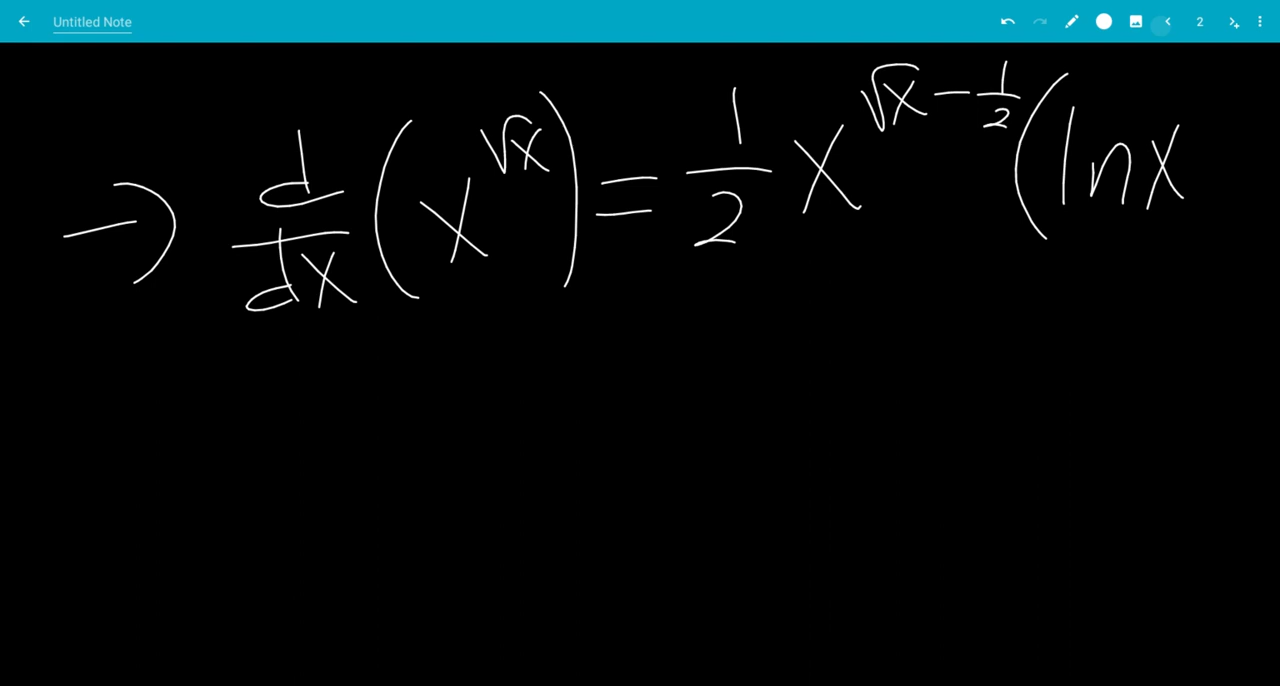 Untitled Note
2
→ d/dx (x^√x) = 1/2 x^(√x - 1/2) (ln x